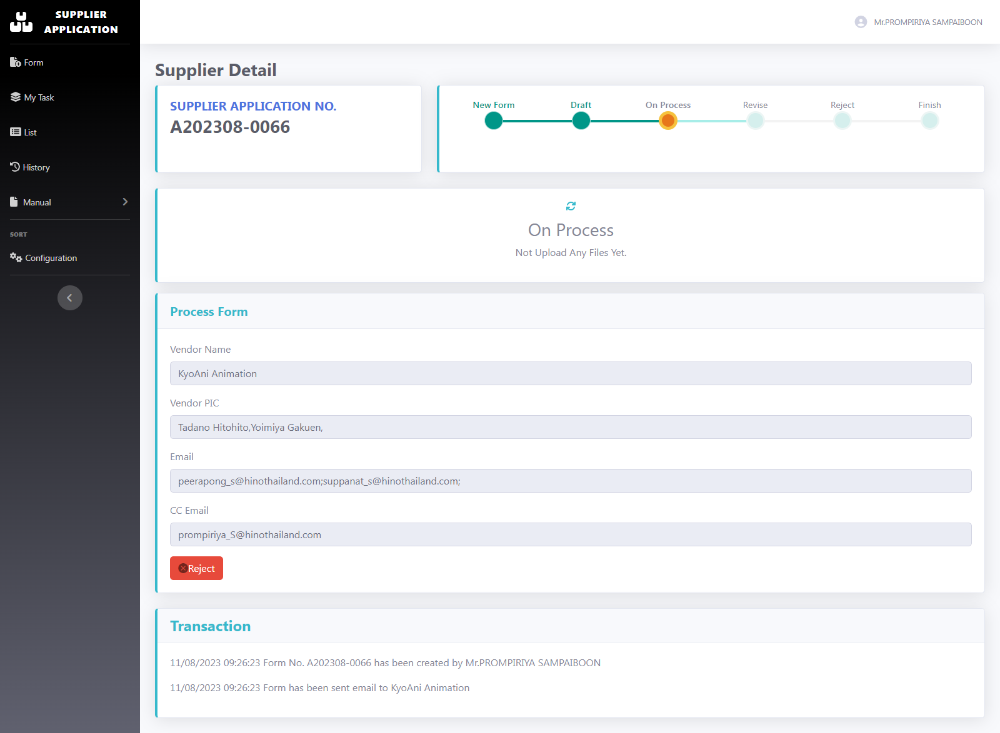 SUPPLIER
APPLICATION
Mr.PROMPIRIYA SAMPAIBOON
Form
My Task
List
History
Manual
SORT
Configuration
Supplier Detail
SUPPLIER APPLICATION NO.
A202308-0066
New Form
Draft
On Process
Revise
Reject
Finish
On Process
Not Upload Any Files Yet.
Process Form
Vendor Name
KyoAni Animation
Vendor PIC
Tadano Hitohito,Yoimiya Gakuen,
Email
peerapong_s@hinothailand.com;suppanat_s@hinothailand.com;
CC Email
prompiriya_S@hinothailand.com
Reject
Transaction
11/08/2023 09:26:23 Form No. A202308-0066 has been created by Mr.PROMPIRIYA SAMPAIBOON
11/08/2023 09:26:23 Form has been sent email to KyoAni Animation